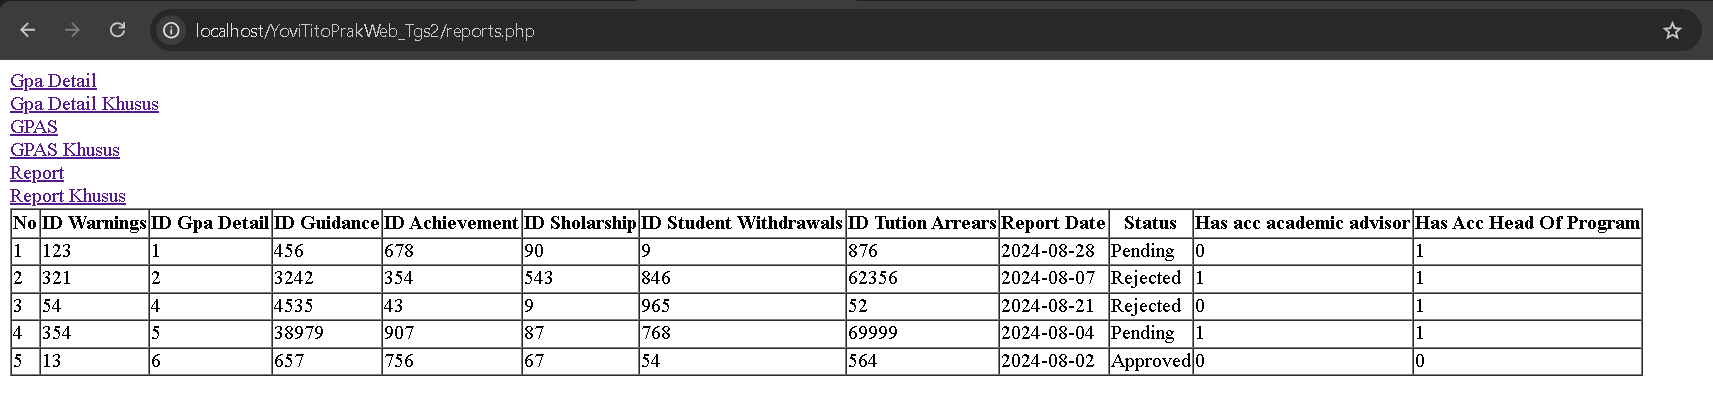 localhost/YoviTitoPrakWeb_Tgs2/reports.php
Gpa Detail
Gpa Detail Khusus
GPAS
GPAS Khusus
Report
Report Khusus
No ID Warnings ID Gpa Detail ID Guidance ID Achievement ID Sholarship ID Student Withdrawals ID Tution Arrears Report Date Status Has acc academic advisor Has Acc Head Of Program
1 123 1 456 678 90 9 876 2024-08-28 Pending 0 1
2 321 2 3242 354 543 846 62356 2024-08-07 Rejected 1 1
3 54 4 4535 43 9 965 52 2024-08-21 Rejected 0 1
4 354 5 38979 907 87 768 69999 2024-08-04 Pending 1 1
5 13 6 657 756 67 54 564 2024-08-02 Approved 0 0